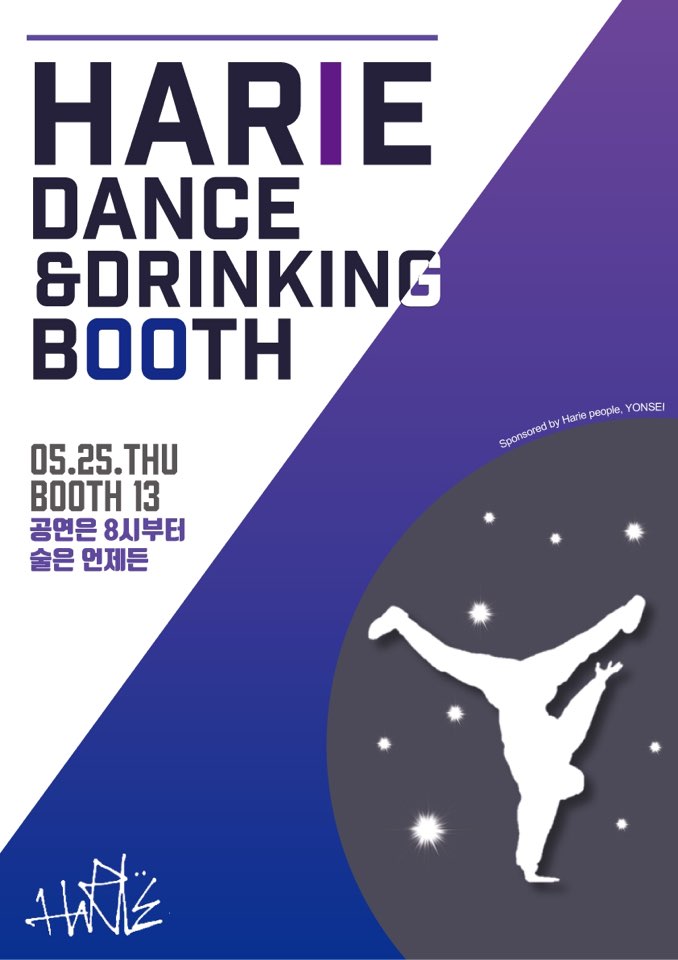 HARIE
DANCE
&DRINKING
BOOTH
Sponsored by Harie people, YONSEI
05.25.THU
BOOTH 13
공연은 8시부터
술은 언제든
HARIE